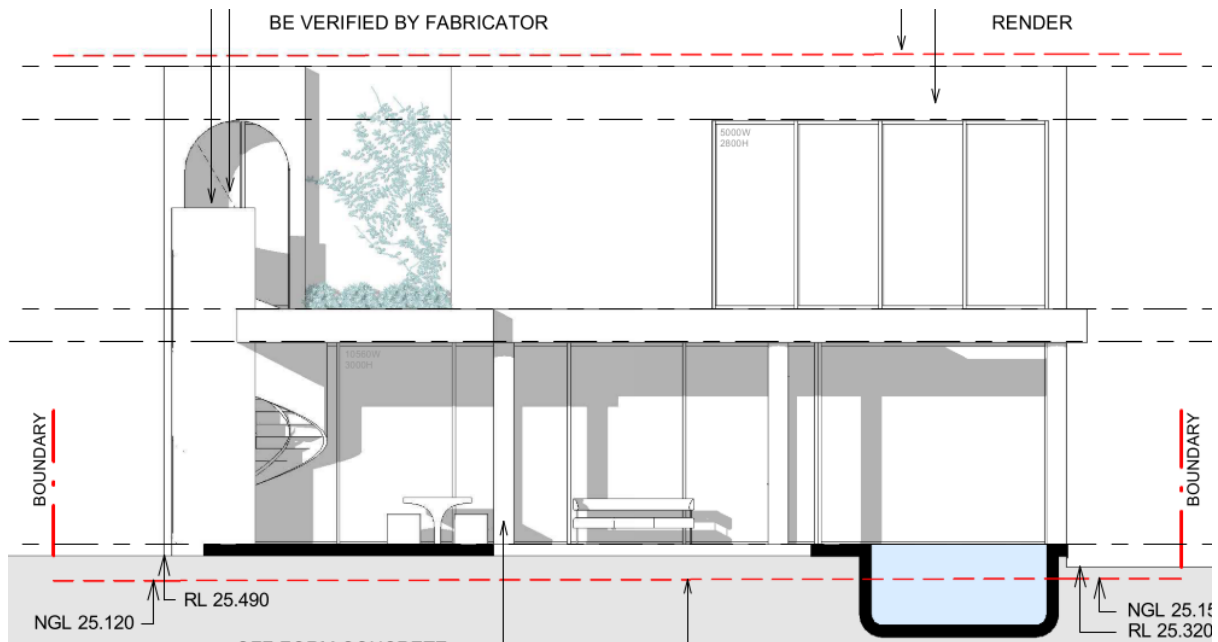 BE VERIFIED BY FABRICATOR
RENDER
5000W
2800H
10500W
3000H
BOUNDARY
BOUNDARY
RL 25.490
NGL 25.120
NGL 25.15
RL 25.320